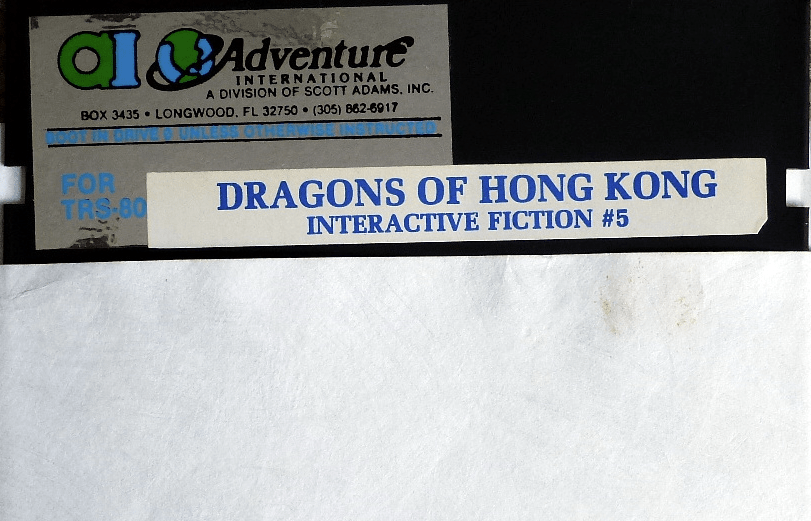 ai Adventure
INTERNATIONAL
A DIVISION OF SCOTT ADAMS, INC.
BOX 3435 • LONGWOOD, FL 32750 • (305) 862-6917
BOOT IN DRIVE 0 UNLESS OTHERWISE INSTRUCTED
FOR
TRS-80
DRAGONS OF HONG KONG
INTERACTIVE FICTION #5